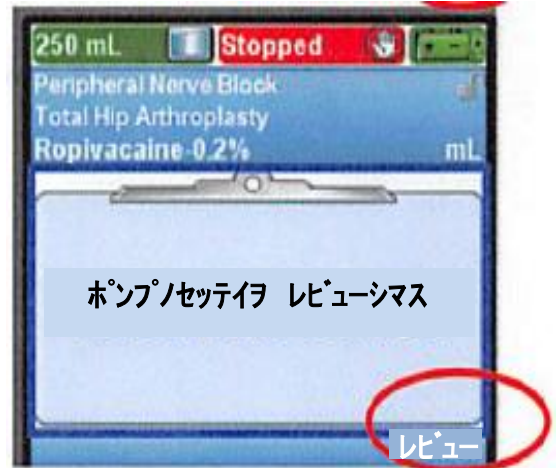 250 mL Stopped
Peripheral Nerve Block
Total Hip Arthroplasty
Ropivacaine 0.2% mL
ﾎﾟﾝﾌﾟﾉｾｯﾃｲｦ ﾚﾋﾞｭｰｼﾏｽ
ﾚﾋﾞｭｰ